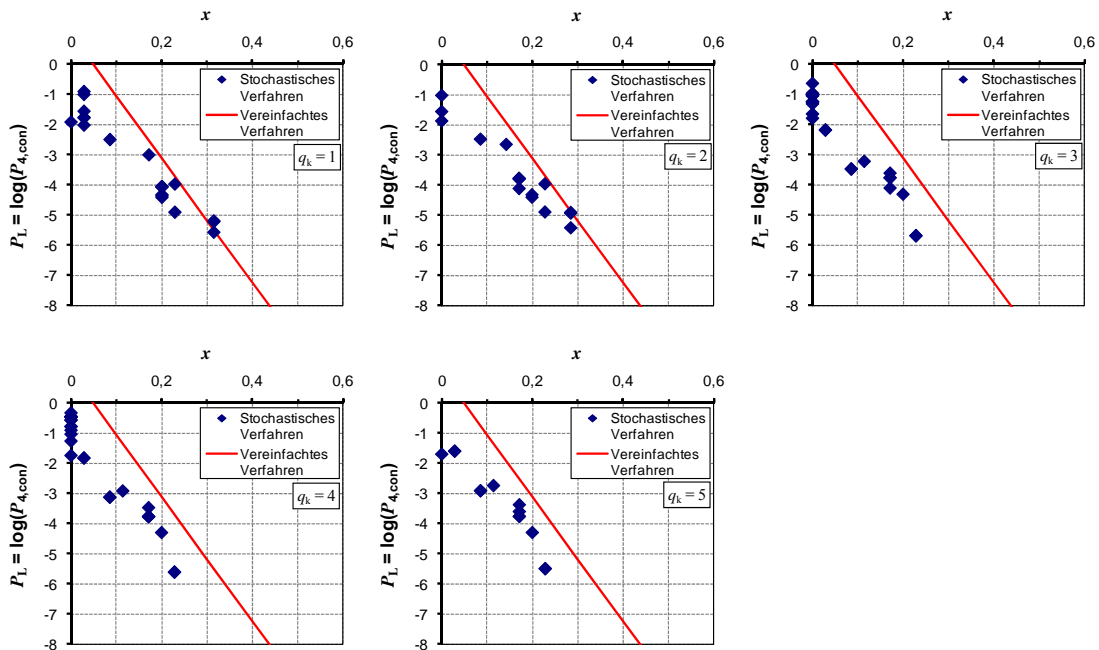 x
0 0,2 0,4 0,6
0
-1
-2
-3
-4
-5
-6
-7
-8
P_L = log(P_4,con)
Stochastisches
Verfahren
Vereinfachtes
Verfahren
q_k = 1
x
0 0,2 0,4 0,6
0
-1
-2
-3
-4
-5
-6
-7
-8
P_L = log(P_4,con)
Stochastisches
Verfahren
Vereinfachtes
Verfahren
q_k = 2
x
0 0,2 0,4 0,6
0
-1
-2
-3
-4
-5
-6
-7
-8
P_L = log(P_4,con)
Stochastisches
Verfahren
Vereinfachtes
Verfahren
q_k = 3
x
0 0,2 0,4 0,6
0
-1
-2
-3
-4
-5
-6
-7
-8
P_L = log(P_4,con)
Stochastisches
Verfahren
Vereinfachtes
Verfahren
q_k = 4
x
0 0,2 0,4 0,6
0
-1
-2
-3
-4
-5
-6
-7
-8
P_L = log(P_4,con)
Stochastisches
Verfahren
Vereinfachtes
Verfahren
q_k = 5